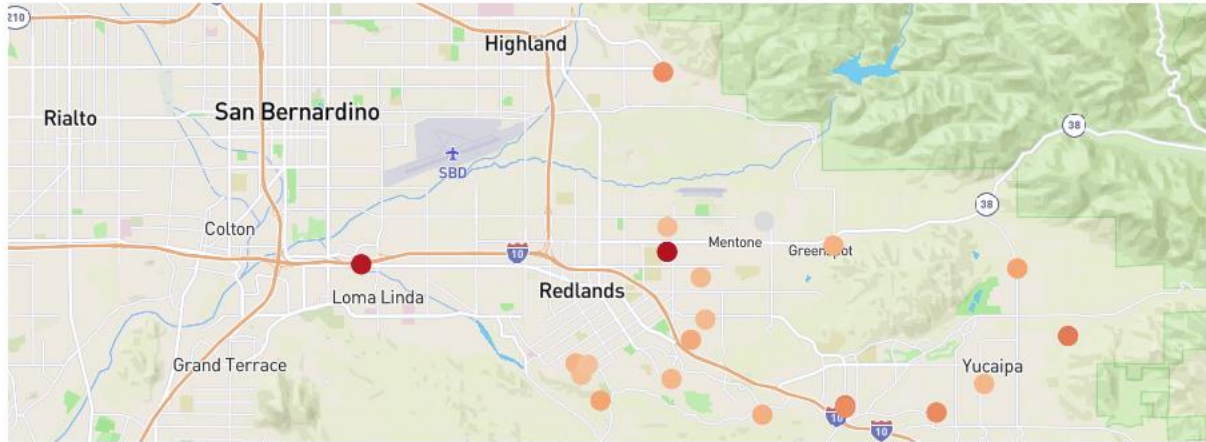 210
Highland
San Bernardino
Rialto
38
SBD
38
Colton
Mentone
Greenspot
10
Loma Linda
Redlands
Grand Terrace
Yucaipa
10
10